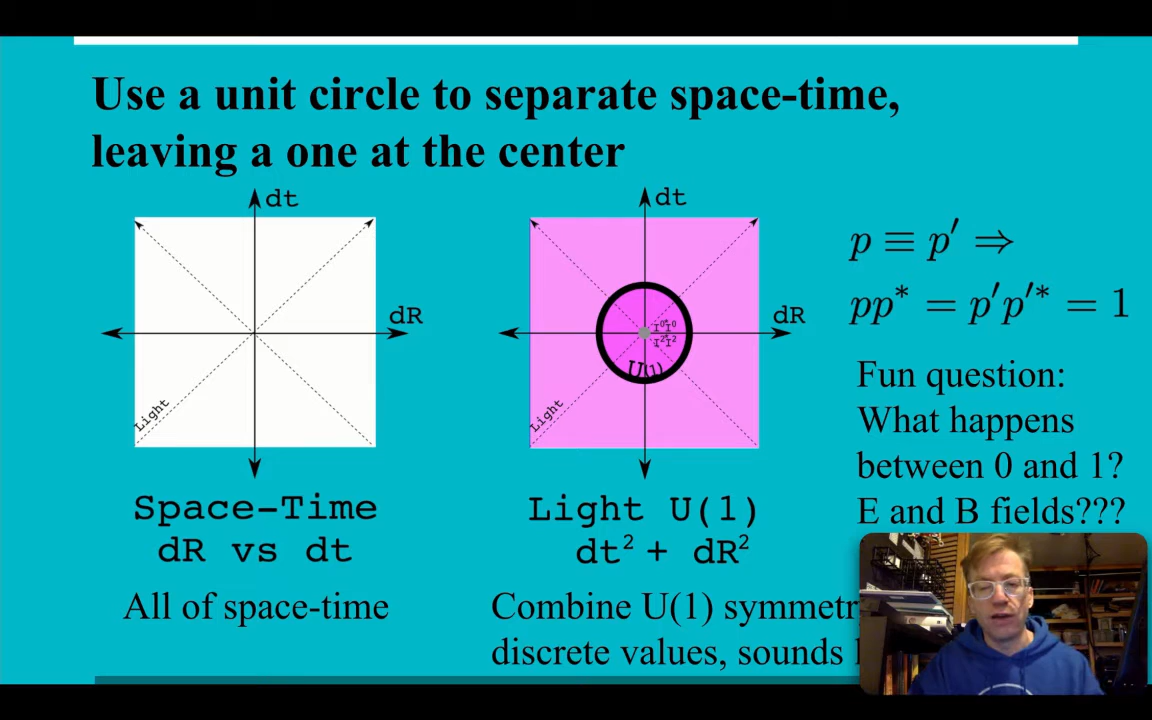 Use a unit circle to separate space-time,
leaving a one at the center
dt
dR
Light
Space-Time
dR vs dt
All of space-time
dt
dR
U(1)
Light
Light U(1)
dt² + dR²
Combine U(1)
discrete values, sounds
p ≡ p′ ⇒
pp* = p′p′* = 1
Fun question:
What happens
between 0 and 1?
E and B fields???